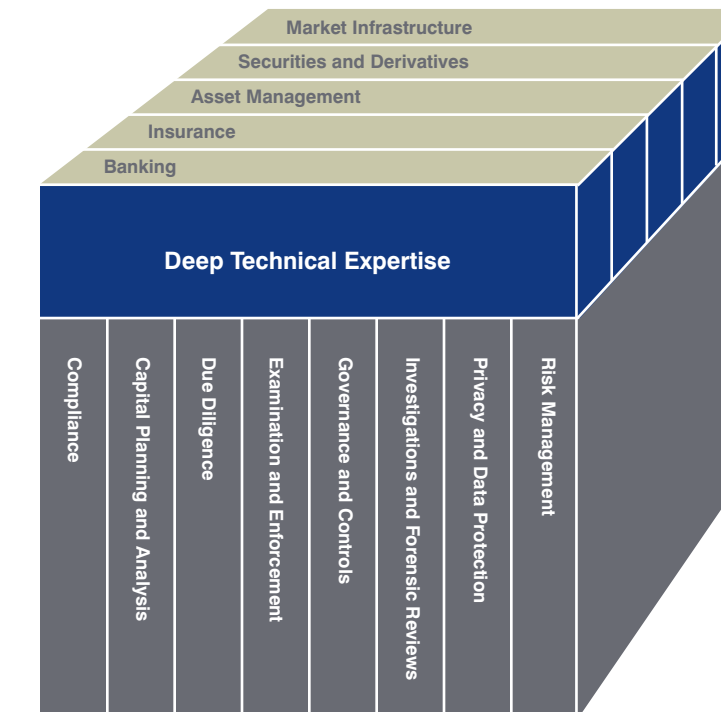 Market Infrastructure
Securities and Derivatives
Asset Management
Insurance
Banking
Deep Technical Expertise
Compliance
Capital Planning and Analysis
Due Diligence
Examination and Enforcement
Governance and Controls
Investigations and Forensic Reviews
Privacy and Data Protection
Risk Management